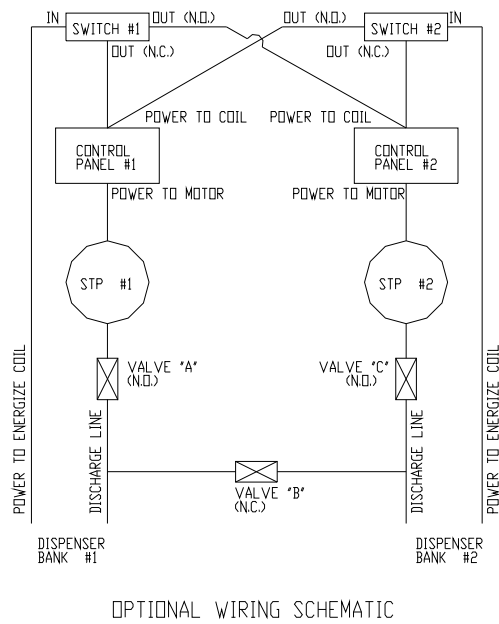 IN
OUT (N.O.)
OUT (N.O.)
IN
SWITCH #1
SWITCH #2
OUT (N.C.)
OUT (N.C.)
POWER TO COIL
POWER TO COIL
CONTROL
PANEL #1
CONTROL
PANEL #2
POWER TO MOTOR
POWER TO MOTOR
STP #1
STP #2
VALVE "A"
(N.O.)
VALVE "C"
(N.O.)
POWER TO ENERGIZE COIL
DISCHARGE LINE
DISCHARGE LINE
POWER TO ENERGIZE COIL
VALVE "B"
(N.C.)
DISPENSER
BANK #1
DISPENSER
BANK #2
OPTIONAL WIRING SCHEMATIC